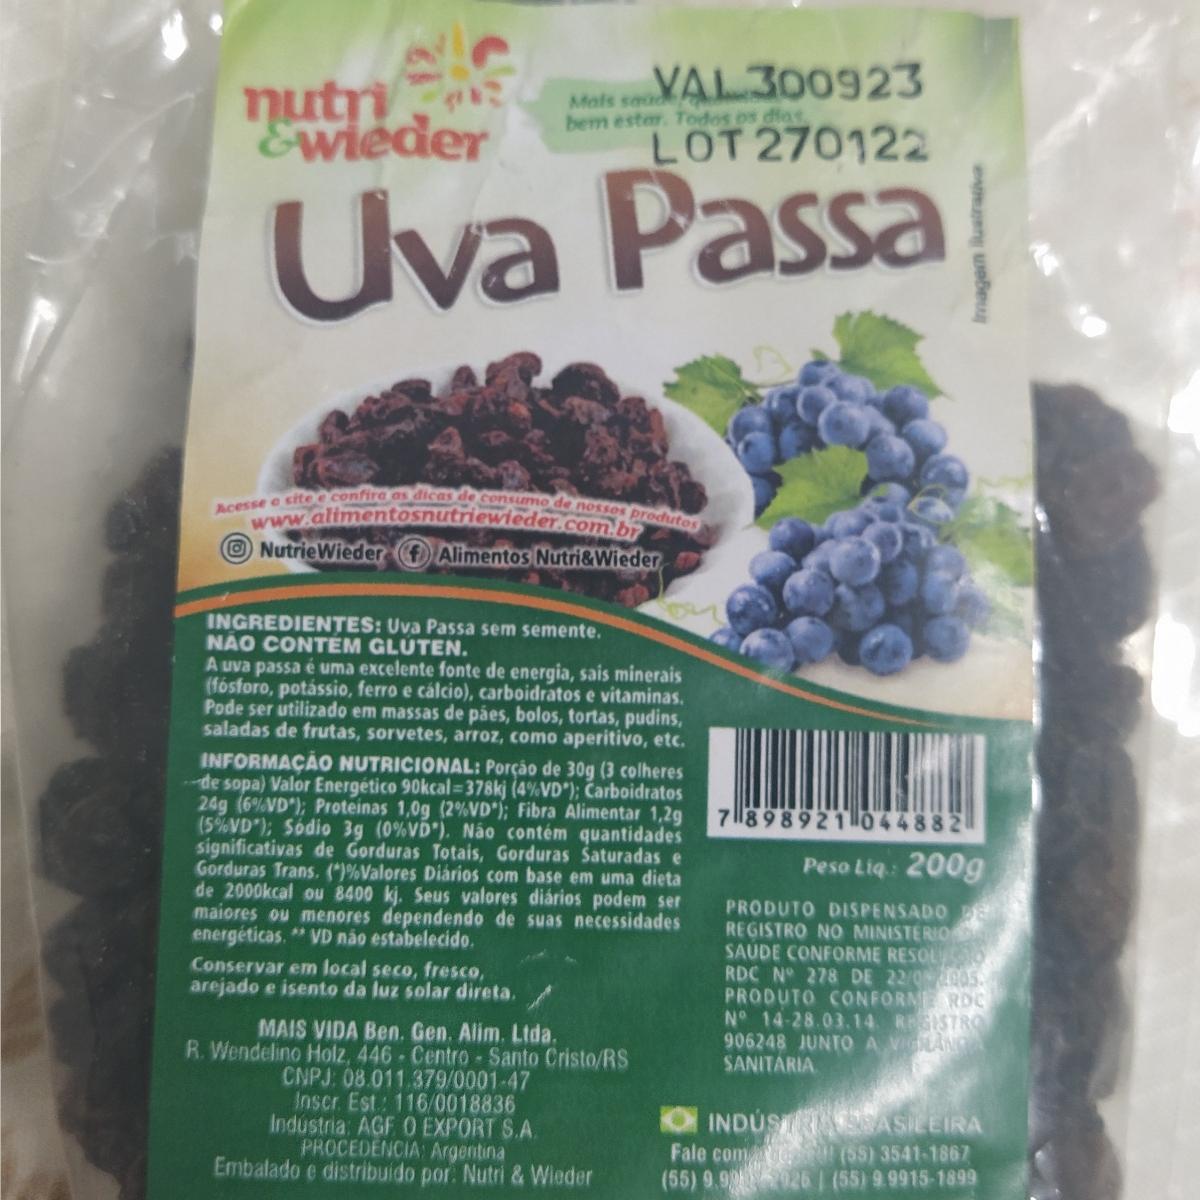 nutri
&wieder
VAL 300923
Mais saúde,
bem estar. Todos os dias.
LOT 270122
Uva Passa
Imagem ilustrativa
Acesse o site e confira as dicas de consumo de nossos produtos
www.alimentosnutriewieder.com.br
NutrieWieder Alimentos Nutri&Wieder
INGREDIENTES: Uva Passa sem semente.
NÃO CONTÉM GLÚTEN.
A uva passa é uma excelente fonte de energia, sais minerais
(fósforo, potássio, ferro e cálcio), carboidratos e vitaminas.
Pode ser utilizado em massas de pães, bolos, tortas, pudins,
saladas de frutas, sorvetes, arroz, como aperitivo, etc.
INFORMAÇÃO NUTRICIONAL: Porção de 30g (3 colheres
de sopa) Valor Energético 90kcal=378kj (4%VD*); Carboidratos
24g (6%VD*); Proteínas 1,0g (2%VD*); Fibra Alimentar 1,2g
(5%VD*); Sódio 3g (0%VD*). Não contém quantidades
significativas de Gorduras Totais, Gorduras Saturadas e
Gorduras Trans. (*)%Valores Diários com base em uma dieta
de 2000kcal ou 8400 kj. Seus valores diários podem ser
maiores ou menores dependendo de suas necessidades
energéticas. ** VD não estabelecido.
Conservar em local seco, fresco,
arejado e isento da luz solar direta.
MAIS VIDA Ben. Gen. Alim. Ltda.
R. Wendelino Holz, 446 - Centro - Santo Cristo/RS
CNPJ: 08.011.379/0001-47
Inscr. Est.: 116/0018836
Indústria: AGF. O EXPORT S.A.
PROCEDÊNCIA: Argentina
Embalado e distribuído por: Nutri & Wieder
7 898921 044882
Peso Liq.: 200g
PRODUTO DISPENSADO DE
REGISTRO NO MINISTÉRIO
SAÚDE CONFORME RESOLUÇÃO
RDC Nº 278 DE
PRODUTO CONFORME RDC
Nº 14-28.03.14. REGISTRO
906248 JUNTO A VIGILÂNCIA
SANITÁRIA
INDÚSTRIA BRASILEIRA
Fale (55) 3541-1867
(55) | (55) 9.9915-1899